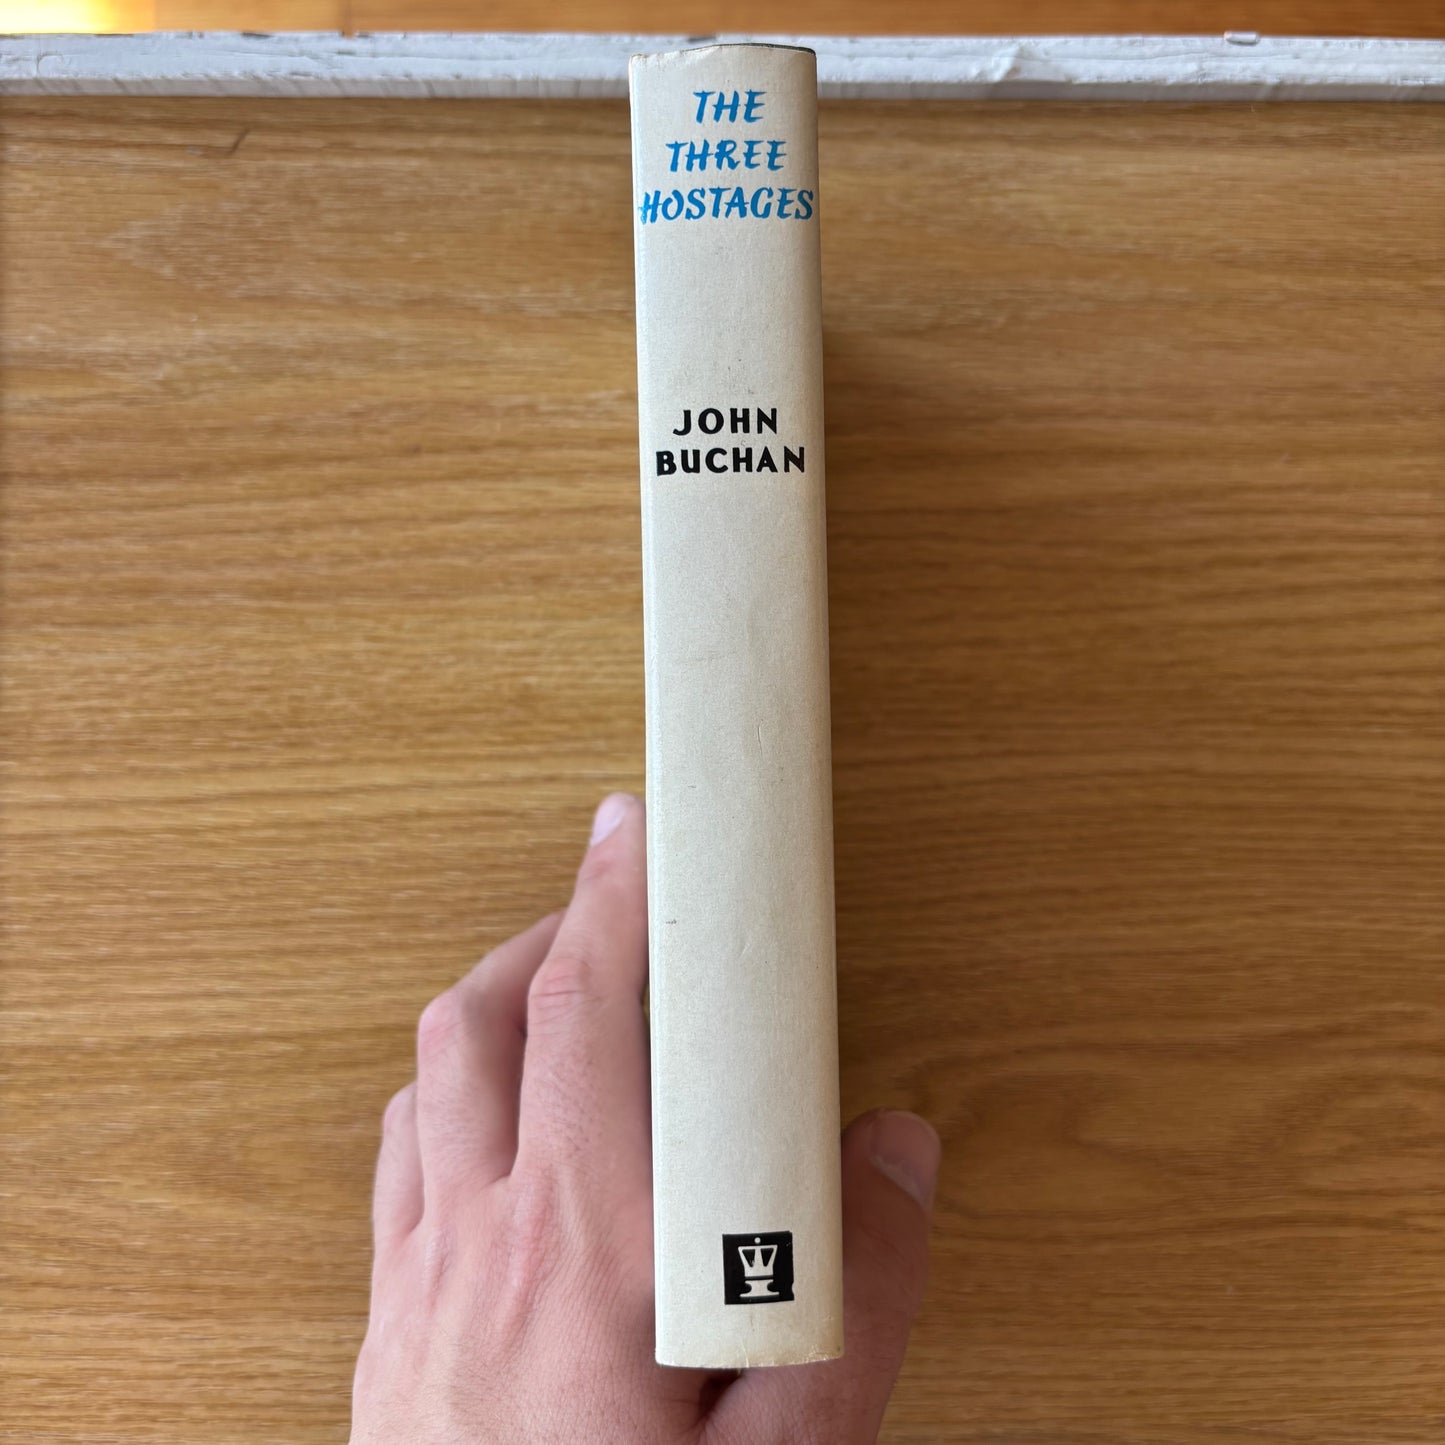 THE
THREE
HOSTAGES
JOHN
BUCHAN